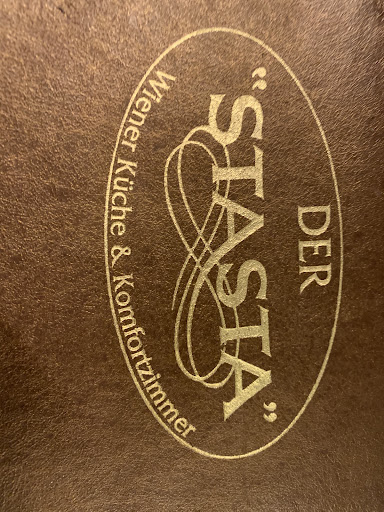 DER
"STASTA"
Wiener Küche & Komfortzimmer